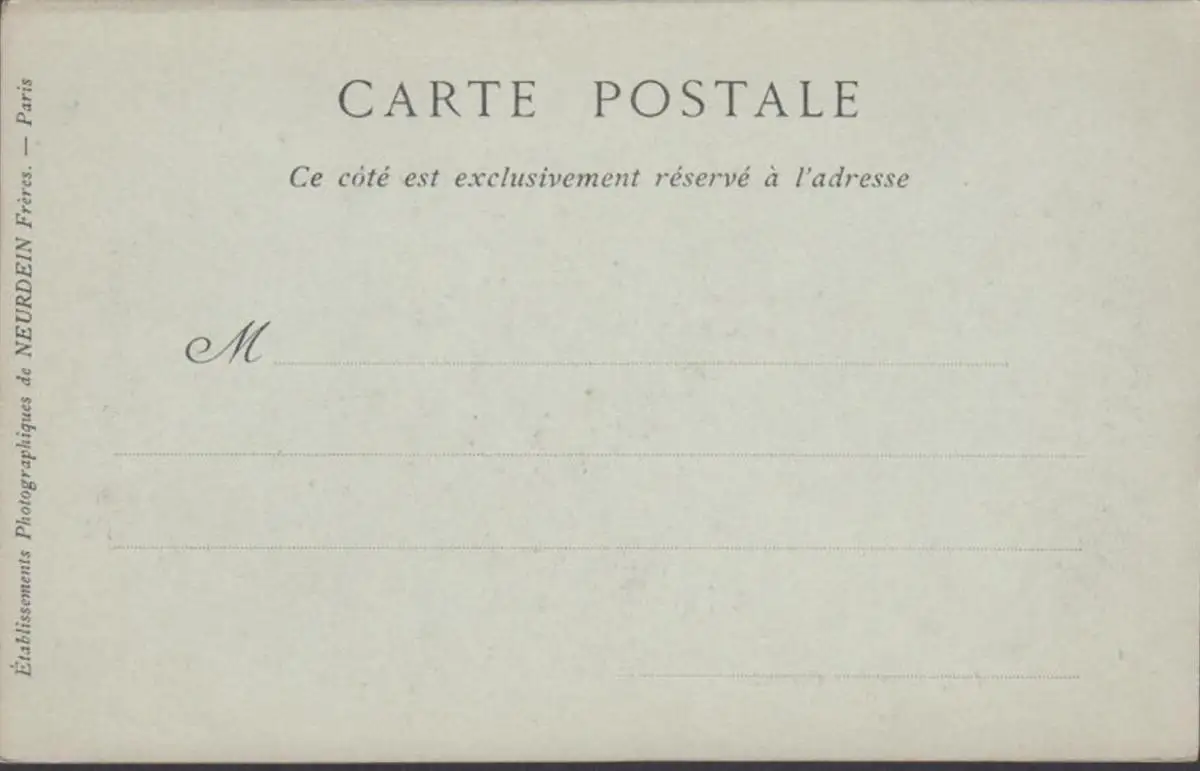 CARTE POSTALE
Ce côté est exclusivement réservé à l'adresse
M
Établissements Photographiques de NEURDEIN Frères. — Paris